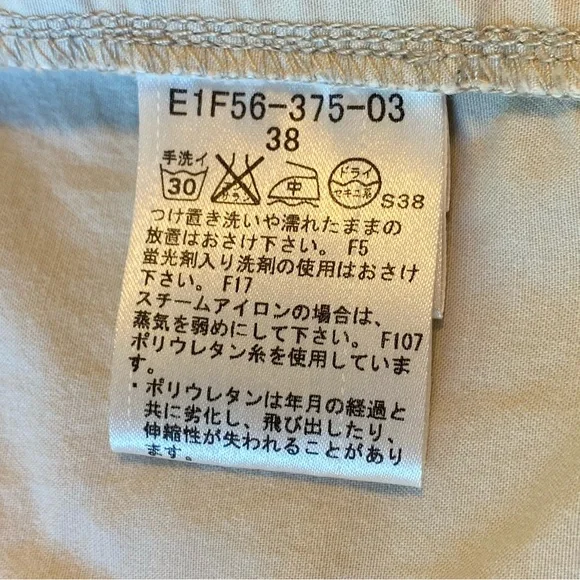 E1F56-375-03
38
手洗イ
30
中
ドライ
セキユ系
S38
つけ置き洗いや濡れたままの
放置はおさけ下さい。 F5
蛍光剤入り洗剤の使用はおさけ
下さい。 F17
スチームアイロンの場合は、
蒸気を弱めにして下さい。 F107
ポリウレタン糸を使用していま
す。
・ポリウレタンは年月の経過と
共に劣化し、飛び出したり、
伸縮性が失われることがあり
ます。